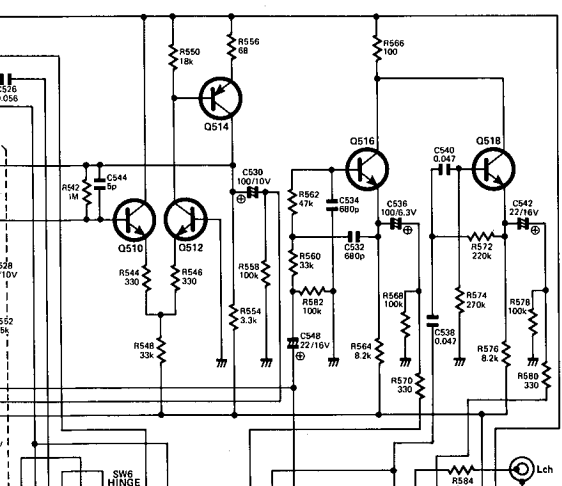 R550
18k
R556
68
R566
100
C526
0.056
Q514
Q516
C540
0.047
Q518
R542
1M
C544
5p
C530
100/10V
R562
47k
C534
680p
C536
100/6.3V
C542
22/16V
Q510
Q512
R572
220k
C532
680p
R544
330
R546
330
R558
100k
R560
33k
R582
100k
R568
100k
R574
270k
R578
100k
R554
3.3k
C548
22/16V
C538
0.047
R548
33k
R564
8.2k
R576
8.2k
R570
330
R580
330
SW6
HINGE
R584
Lch